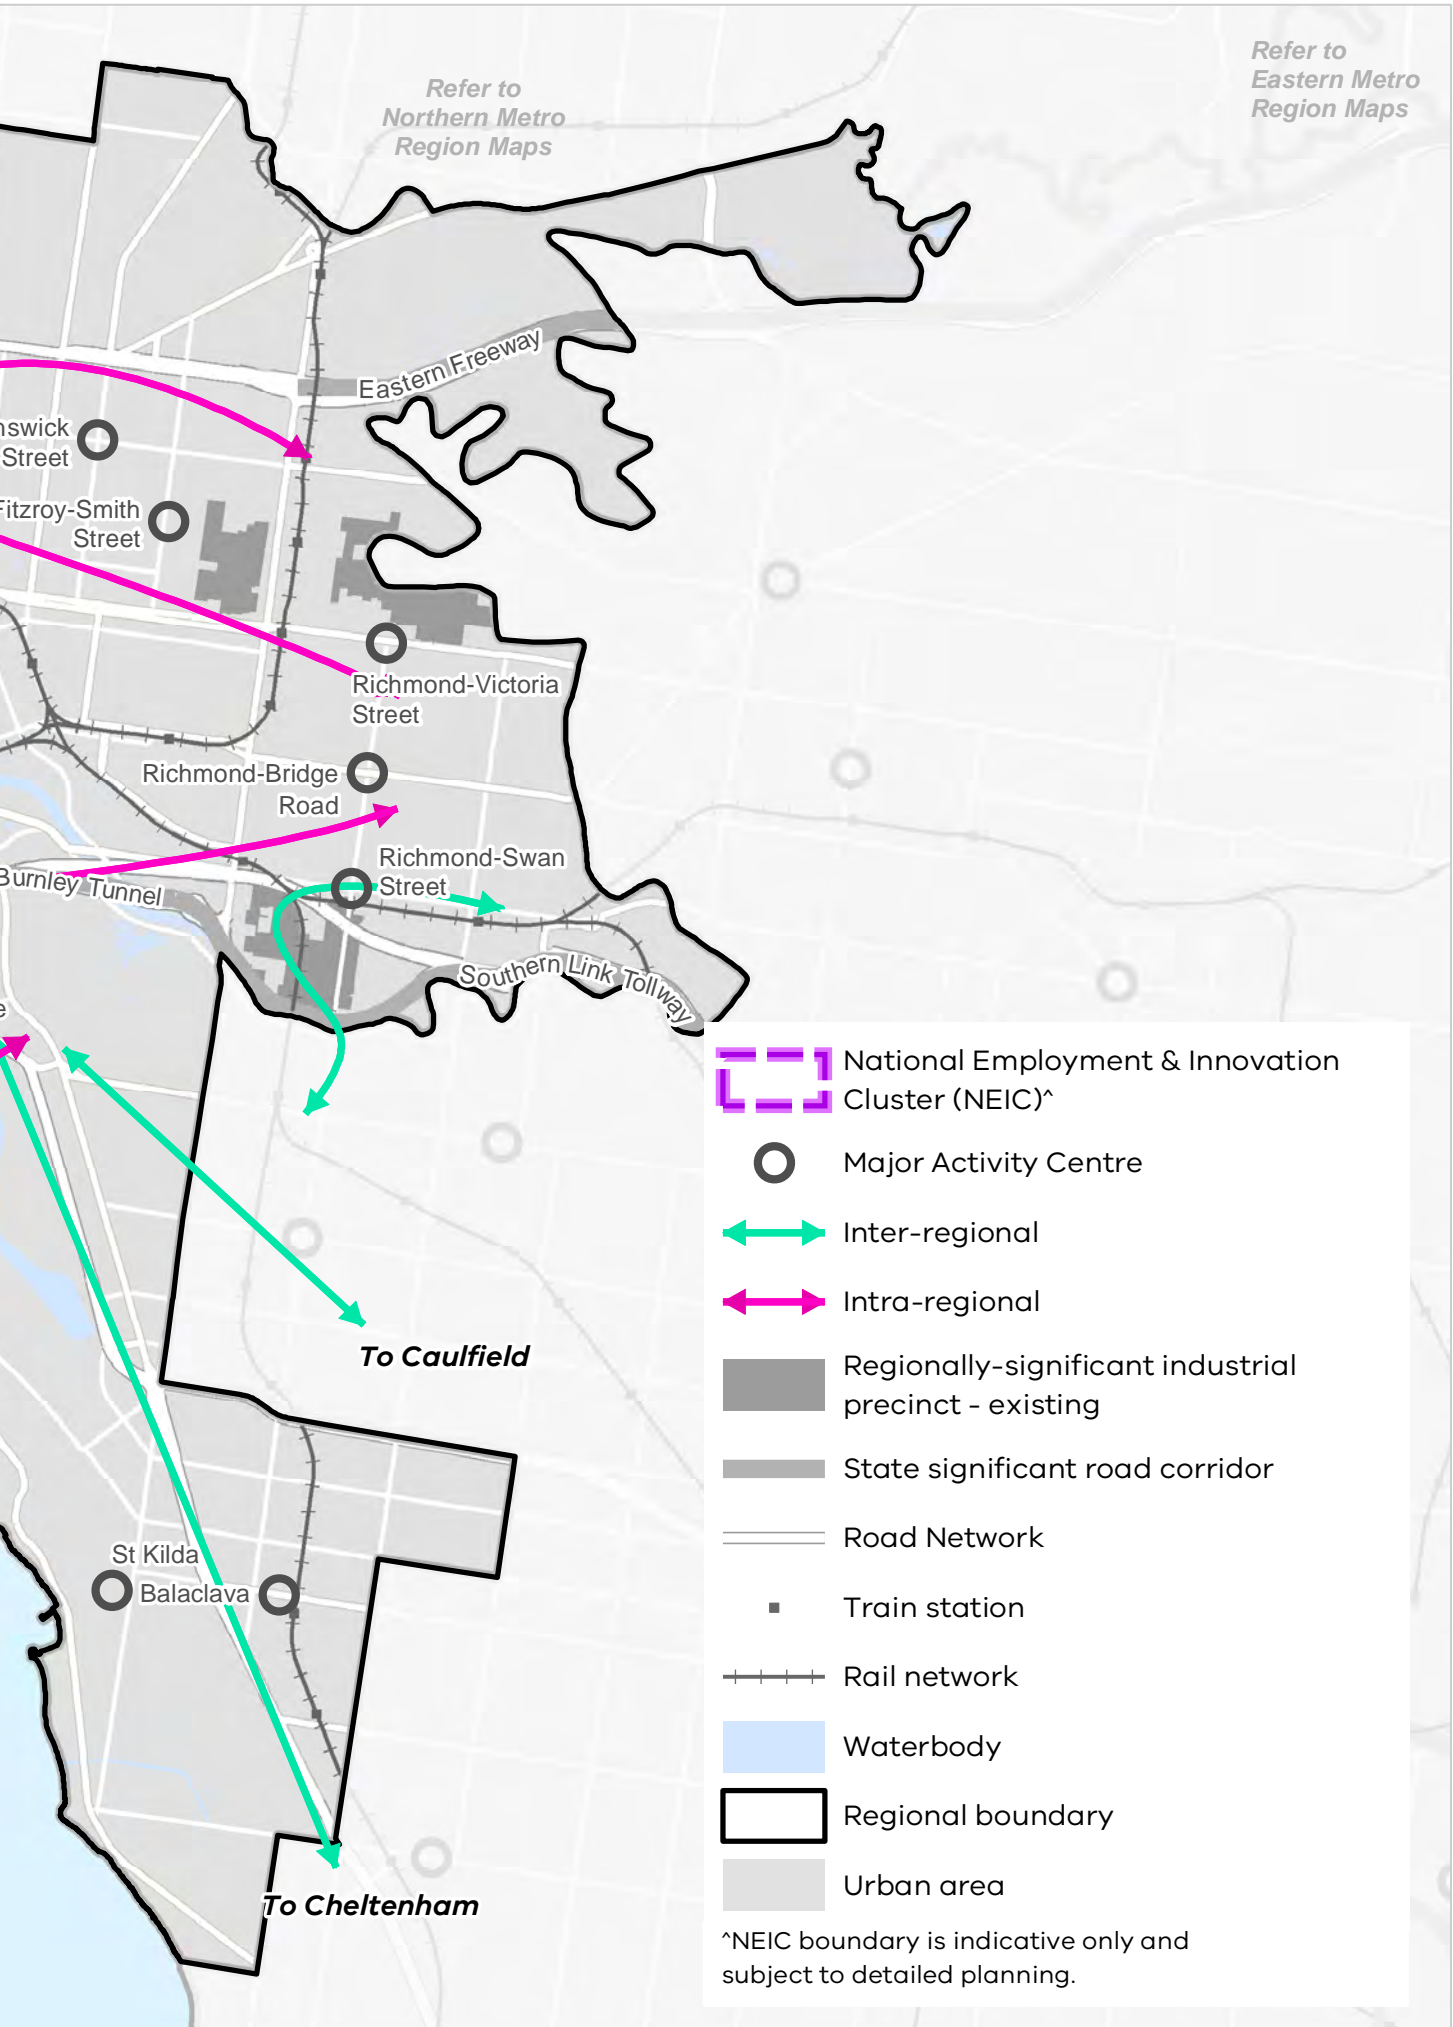 Refer to
Northern Metro
Region Maps
Refer to
Eastern Metro
Region Maps
Eastern Freeway
nswick
Street
Fitzroy-Smith
Street
Richmond-Victoria
Street
Richmond-Bridge
Road
Richmond-Swan
Street
Burnley Tunnel
Southern Link Tollway
e
To Caulfield
St Kilda
Balaclava
To Cheltenham
National Employment & Innovation
Cluster (NEIC)^
Major Activity Centre
Inter-regional
Intra-regional
Regionally-significant industrial
precinct - existing
State significant road corridor
Road Network
Train station
Rail network
Waterbody
Regional boundary
Urban area
^NEIC boundary is indicative only and
subject to detailed planning.